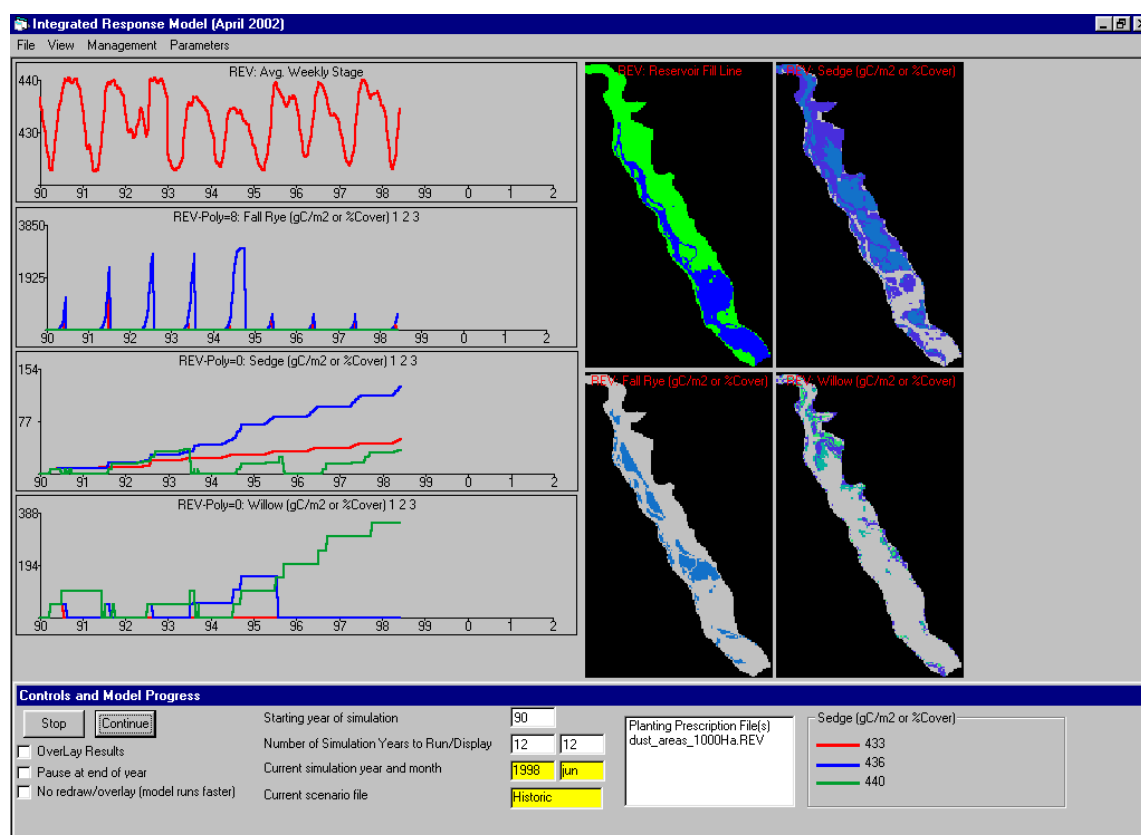 Integrated Response Model (April 2002)
File View Management Parameters
REV: Avg. Weekly Stage
440
430
90 91 92 93 94 95 96 97 98 99 0 1 2
REV-Poly=8: Fall Rye (gC/m2 or %Cover) 1 2 3
3850
1925
90 91 92 93 94 95 96 97 98 99 0 1 2
REV-Poly=0: Sedge (gC/m2 or %Cover) 1 2 3
154
77
90 91 92 93 94 95 96 97 98 99 0 1 2
REV-Poly=0: Willow (gC/m2 or %Cover) 1 2 3
388
194
90 91 92 93 94 95 96 97 98 99 0 1 2
REV: Reservoir Fill Line
REV: Sedge (gC/m2 or %Cover)
REV: Fall Rye (gC/m2 or %Cover)
REV: Willow (gC/m2 or %Cover)
Controls and Model Progress
Stop Continue
OverLay Results
Pause at end of year
No redraw/overlay (model runs faster)
Starting year of simulation 90
Number of Simulation Years to Run/Display 12 12
Current simulation year and month 1998 jun
Current scenario file Historic
Planting Prescription File(s)
dust_areas_1000Ha.REV
Sedge (gC/m2 or %Cover)
433
436
440